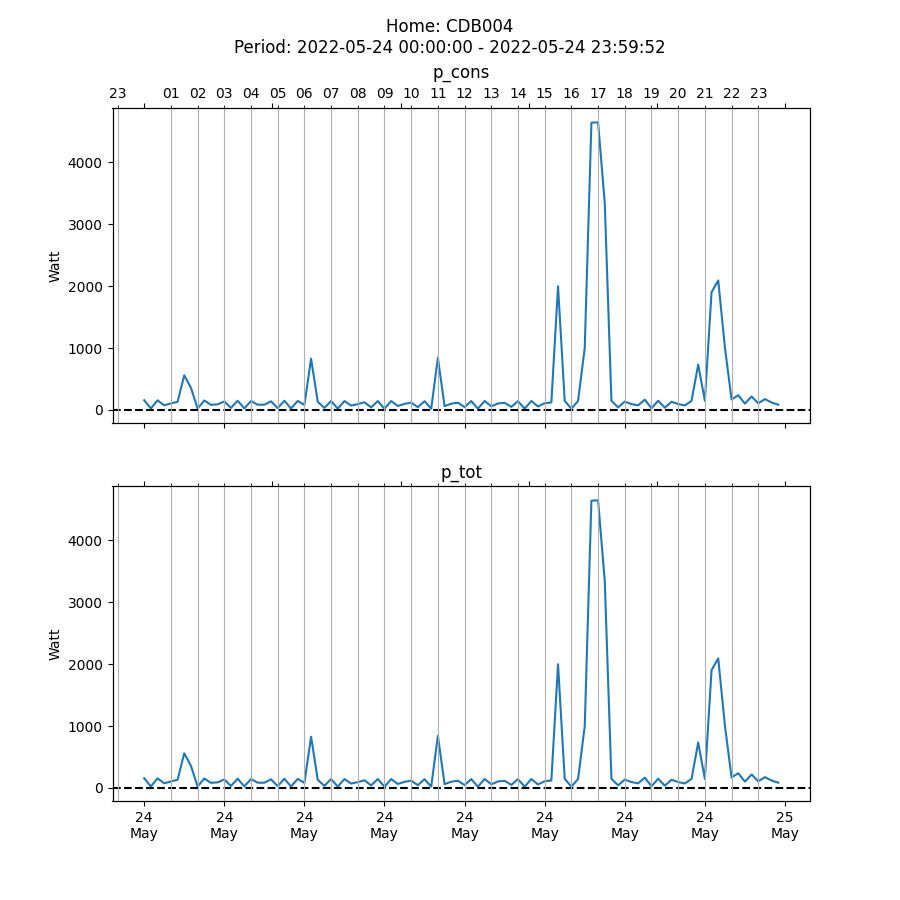 Home: CDB004
Period: 2022-05-24 00:00:00 - 2022-05-24 23:59:52
p_cons
23 01 02 03 04 05 06 07 08 09 10 11 12 13 14 15 16 17 18 19 20 21 22 23
4000
3000
Watt
2000
1000
0
p_tot
4000
3000
Watt
2000
1000
0
24 24 24 24 24 24 24 24 25
May May May May May May May May May